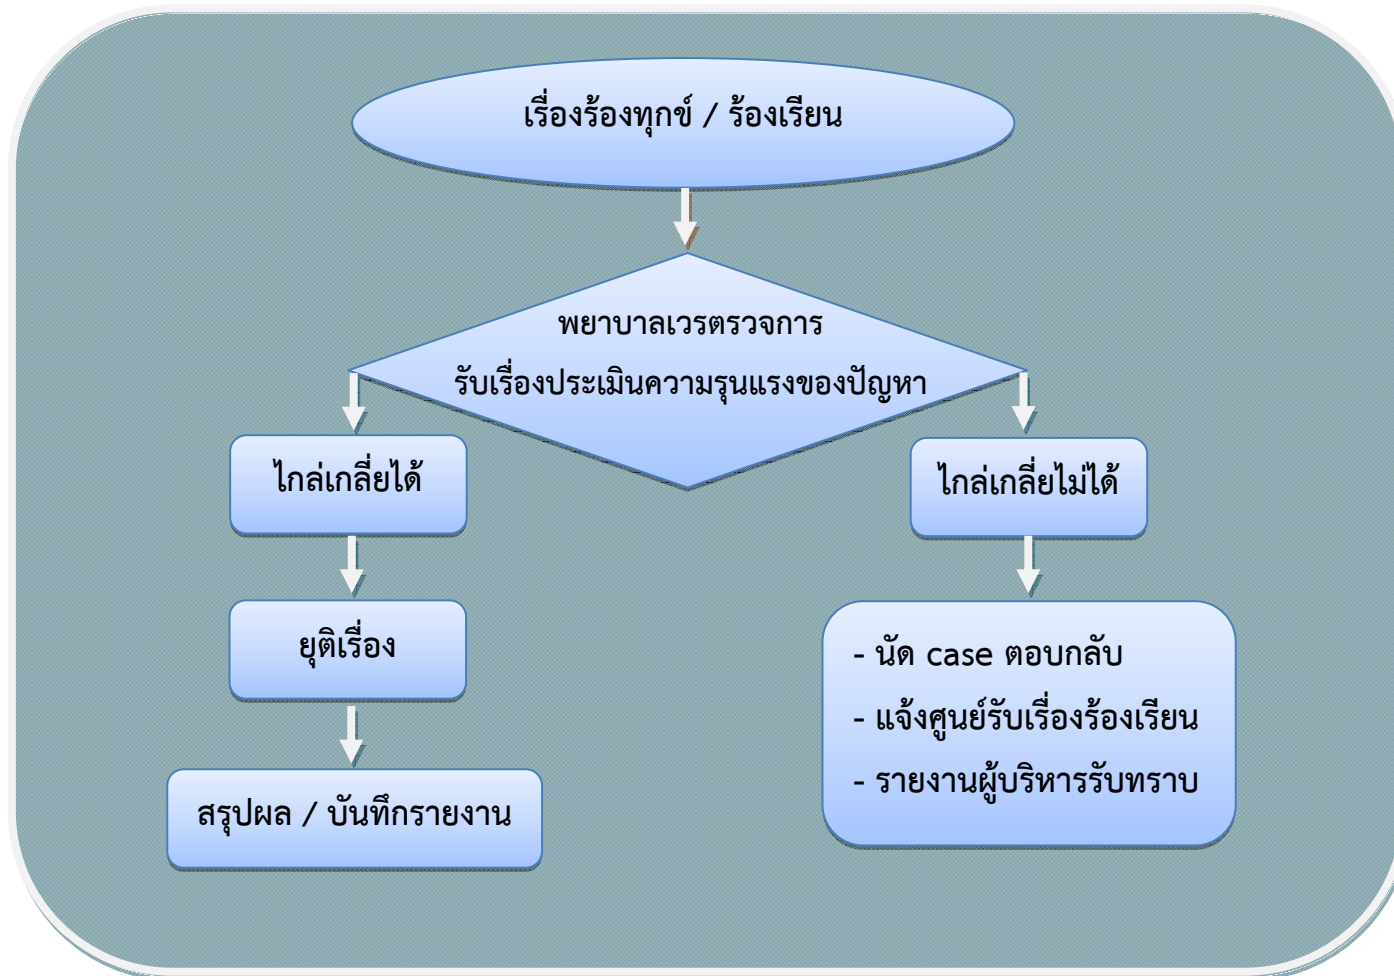 เรื่องร้องทุกข์ / ร้องเรียน
พยาบาลเวรตรวจการ
รับเรื่องประเมินความรุนแรงของปัญหา
ไกล่เกลี่ยได้
ไกล่เกลี่ยไม่ได้
ยุติเรื่อง
สรุปผล / บันทึกรายงาน
- นัด case ตอบกลับ
- แจ้งศูนย์รับเรื่องร้องเรียน
- รายงานผู้บริหารรับทราบ